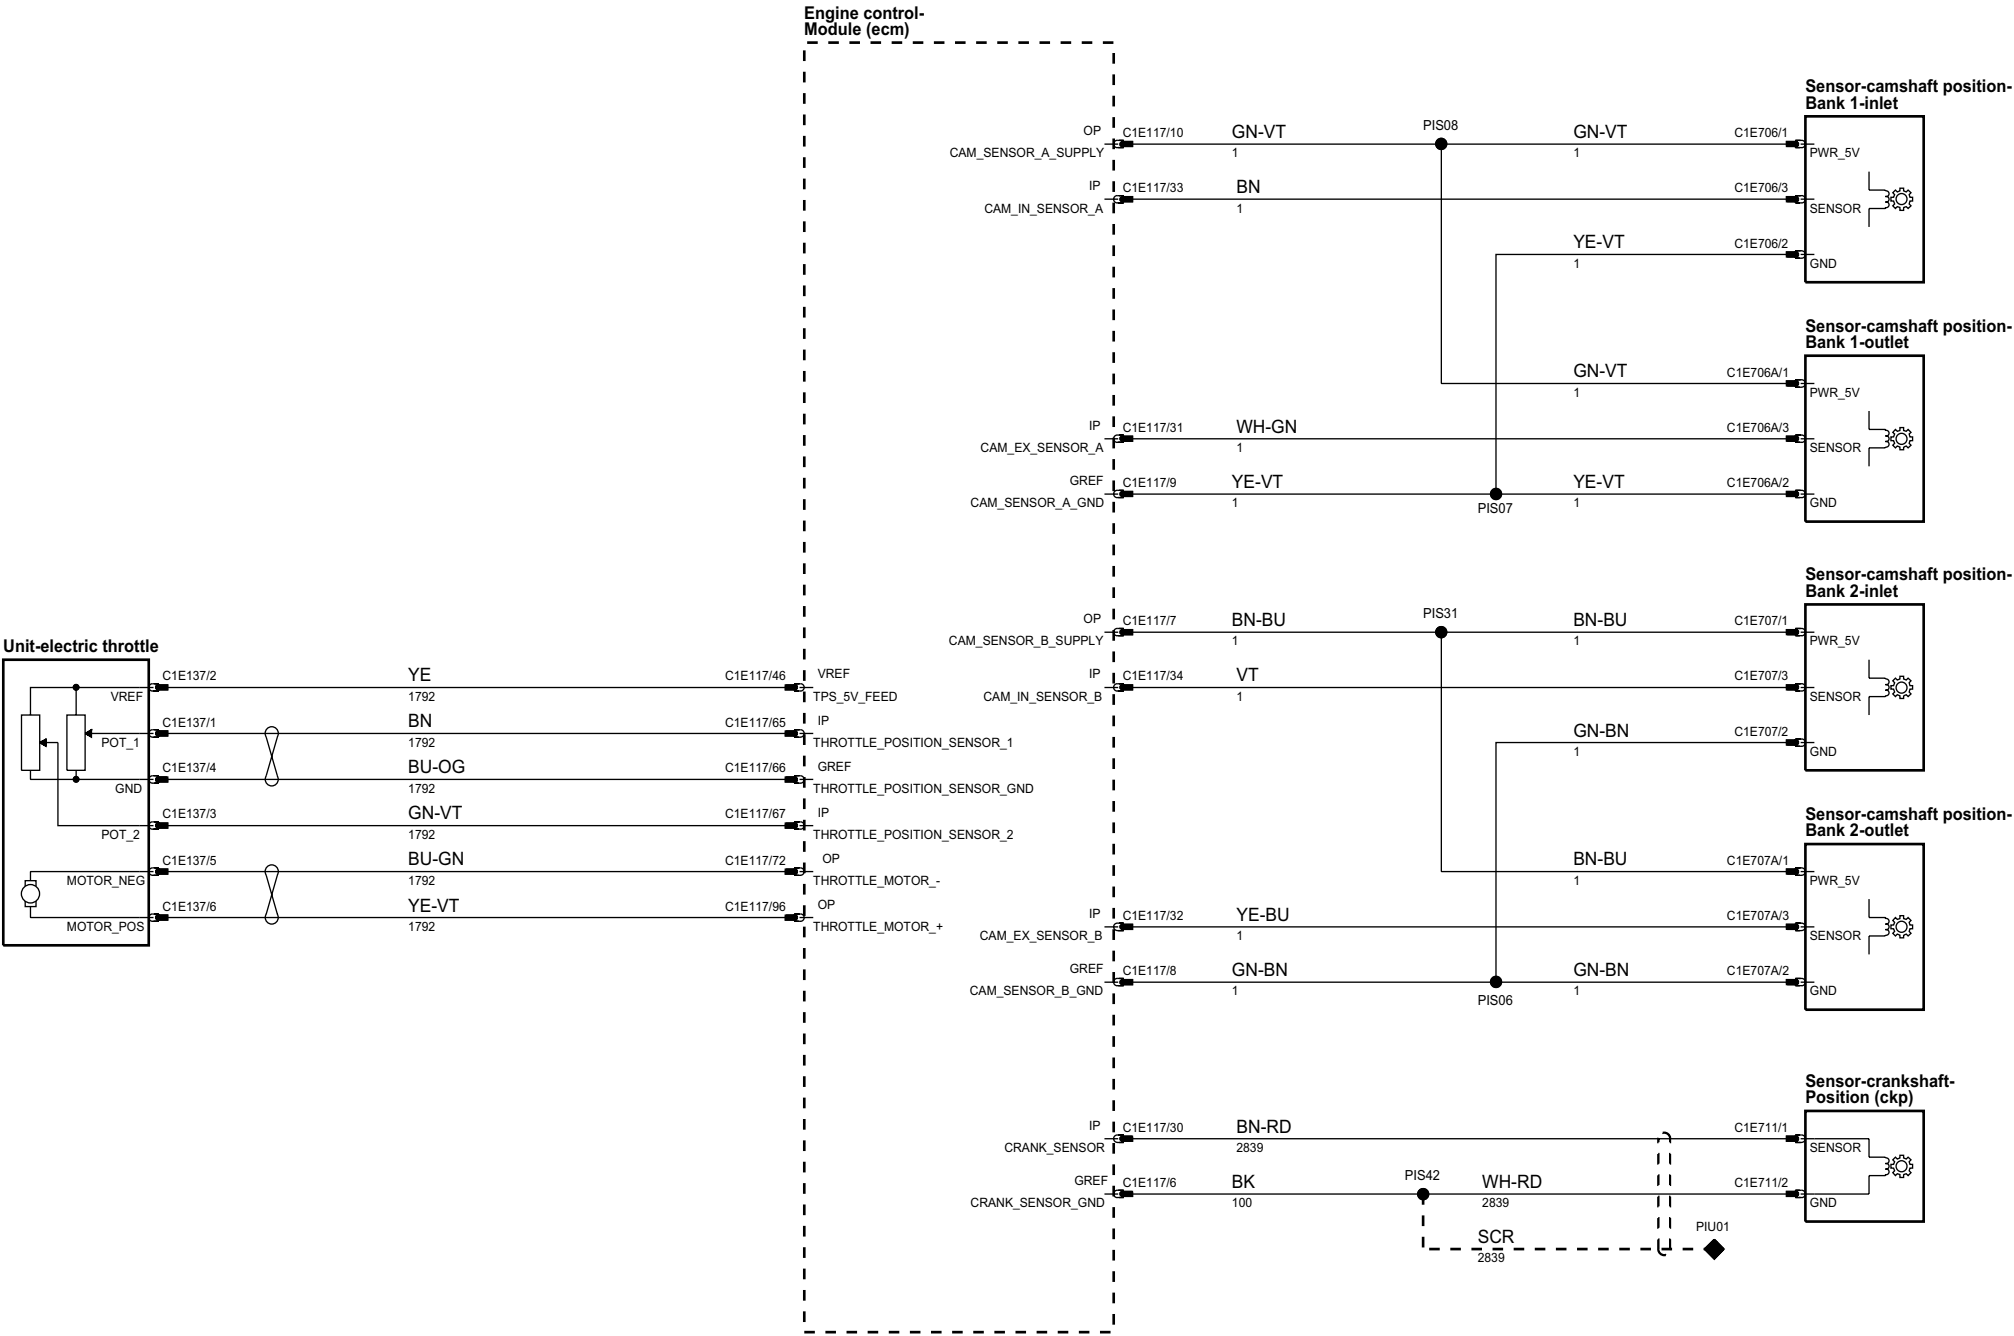 Engine control-
Module (ecm)
Unit-electric throttle
C1E137/2 YE C1E117/46 VREF
VREF 1792 TPS_5V_FEED
C1E137/1 BN C1E117/65 IP
POT_1 1792 THROTTLE_POSITION_SENSOR_1
C1E137/4 BU-OG C1E117/66 GREF
GND 1792 THROTTLE_POSITION_SENSOR_GND
C1E137/3 GN-VT C1E117/67 IP
POT_2 1792 THROTTLE_POSITION_SENSOR_2
C1E137/5 BU-GN C1E117/72 OP
MOTOR_NEG 1792 THROTTLE_MOTOR_-
C1E137/6 YE-VT C1E117/96 OP
MOTOR_POS 1792 THROTTLE_MOTOR_+
Sensor-camshaft position-
Bank 1-inlet
OP C1E117/10 GN-VT PIS08 GN-VT C1E706/1
CAM_SENSOR_A_SUPPLY 1 1 PWR_5V
IP C1E117/33 BN C1E706/3
CAM_IN_SENSOR_A 1 SENSOR
YE-VT C1E706/2
1 GND
Sensor-camshaft position-
Bank 1-outlet
GN-VT C1E706A/1
1 PWR_5V
IP C1E117/31 WH-GN C1E706A/3
CAM_EX_SENSOR_A 1 SENSOR
GREF C1E117/9 YE-VT YE-VT C1E706A/2
CAM_SENSOR_A_GND 1 PIS07 1 GND
Sensor-camshaft position-
Bank 2-inlet
OP C1E117/7 BN-BU PIS31 BN-BU C1E707/1
CAM_SENSOR_B_SUPPLY 1 1 PWR_5V
IP C1E117/34 VT C1E707/3
CAM_IN_SENSOR_B 1 SENSOR
GN-BN C1E707/2
1 GND
Sensor-camshaft position-
Bank 2-outlet
BN-BU C1E707A/1
1 PWR_5V
IP C1E117/32 YE-BU C1E707A/3
CAM_EX_SENSOR_B 1 SENSOR
GREF C1E117/8 GN-BN GN-BN C1E707A/2
CAM_SENSOR_B_GND 1 PIS06 1 GND
Sensor-crankshaft-
Position (ckp)
IP C1E117/30 BN-RD C1E711/1
CRANK_SENSOR 2839 SENSOR
GREF C1E117/6 BK PIS42 WH-RD C1E711/2
CRANK_SENSOR_GND 100 2839 GND
SCR PIU01
2839